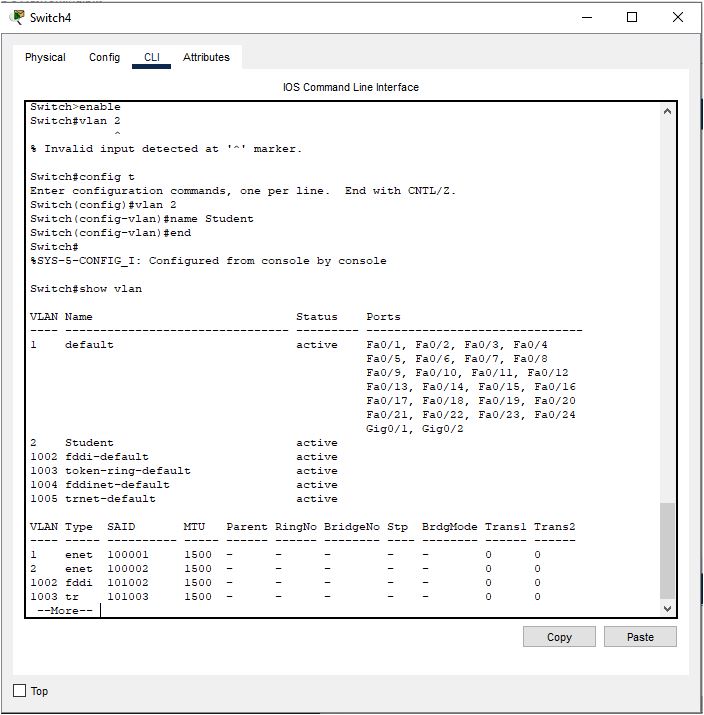 Switch4
Physical Config CLI Attributes
IOS Command Line Interface
Switch>enable
Switch#vlan 2
^
% Invalid input detected at '^' marker.
Switch#config t
Enter configuration commands, one per line.  End with CNTL/Z.
Switch(config)#vlan 2
Switch(config-vlan)#name Student
Switch(config-vlan)#end
Switch#
%SYS-5-CONFIG_I: Configured from console by console
Switch#show vlan
VLAN Name                             Status    Ports
---- -------------------------------- --------- -------------------------------
1    default                          active    Fa0/1, Fa0/2, Fa0/3, Fa0/4
                                                Fa0/5, Fa0/6, Fa0/7, Fa0/8
                                                Fa0/9, Fa0/10, Fa0/11, Fa0/12
                                                Fa0/13, Fa0/14, Fa0/15, Fa0/16
                                                Fa0/17, Fa0/18, Fa0/19, Fa0/20
                                                Fa0/21, Fa0/22, Fa0/23, Fa0/24
                                                Gig0/1, Gig0/2
2    Student                          active
1002 fddi-default                     active
1003 token-ring-default               active
1004 fddinet-default                  active
1005 trnet-default                    active
VLAN Type  SAID       MTU   Parent RingNo BridgeNo Stp  BrdgMode Trans1 Trans2
---- ----- ---------- ----- ------ ------ -------- ---- -------- ------ ------
1    enet  100001     1500  -      -      -        -    -        0      0
2    enet  100002     1500  -      -      -        -    -        0      0
1002 fddi  101002     1500  -      -      -        -    -        0      0
1003 tr    101003     1500  -      -      -        -    -        0      0
 --More--
Copy Paste
Top